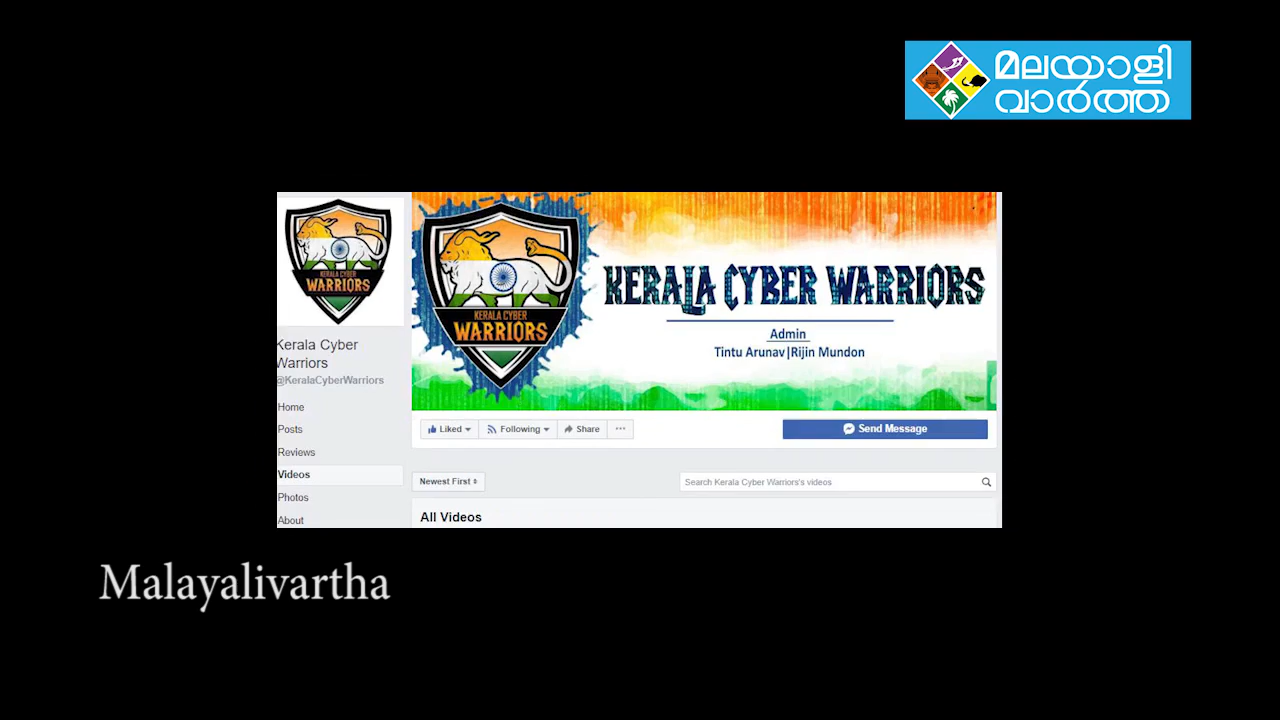 മലയാളി
വാർത്ത
KERALA CYBER
WARRIORS
Kerala Cyber
Warriors
@KeralaCyberWarriors
Home
Posts
Reviews
Videos
Photos
About
KERALA CYBER
WARRIORS
KERALA CYBER WARRIORS
Admin
Tintu Arunav|Rijin Mundon
Liked Following Share ... Send Message
Newest First Search Kerala Cyber Warriors's videos
All Videos
Malayalivartha